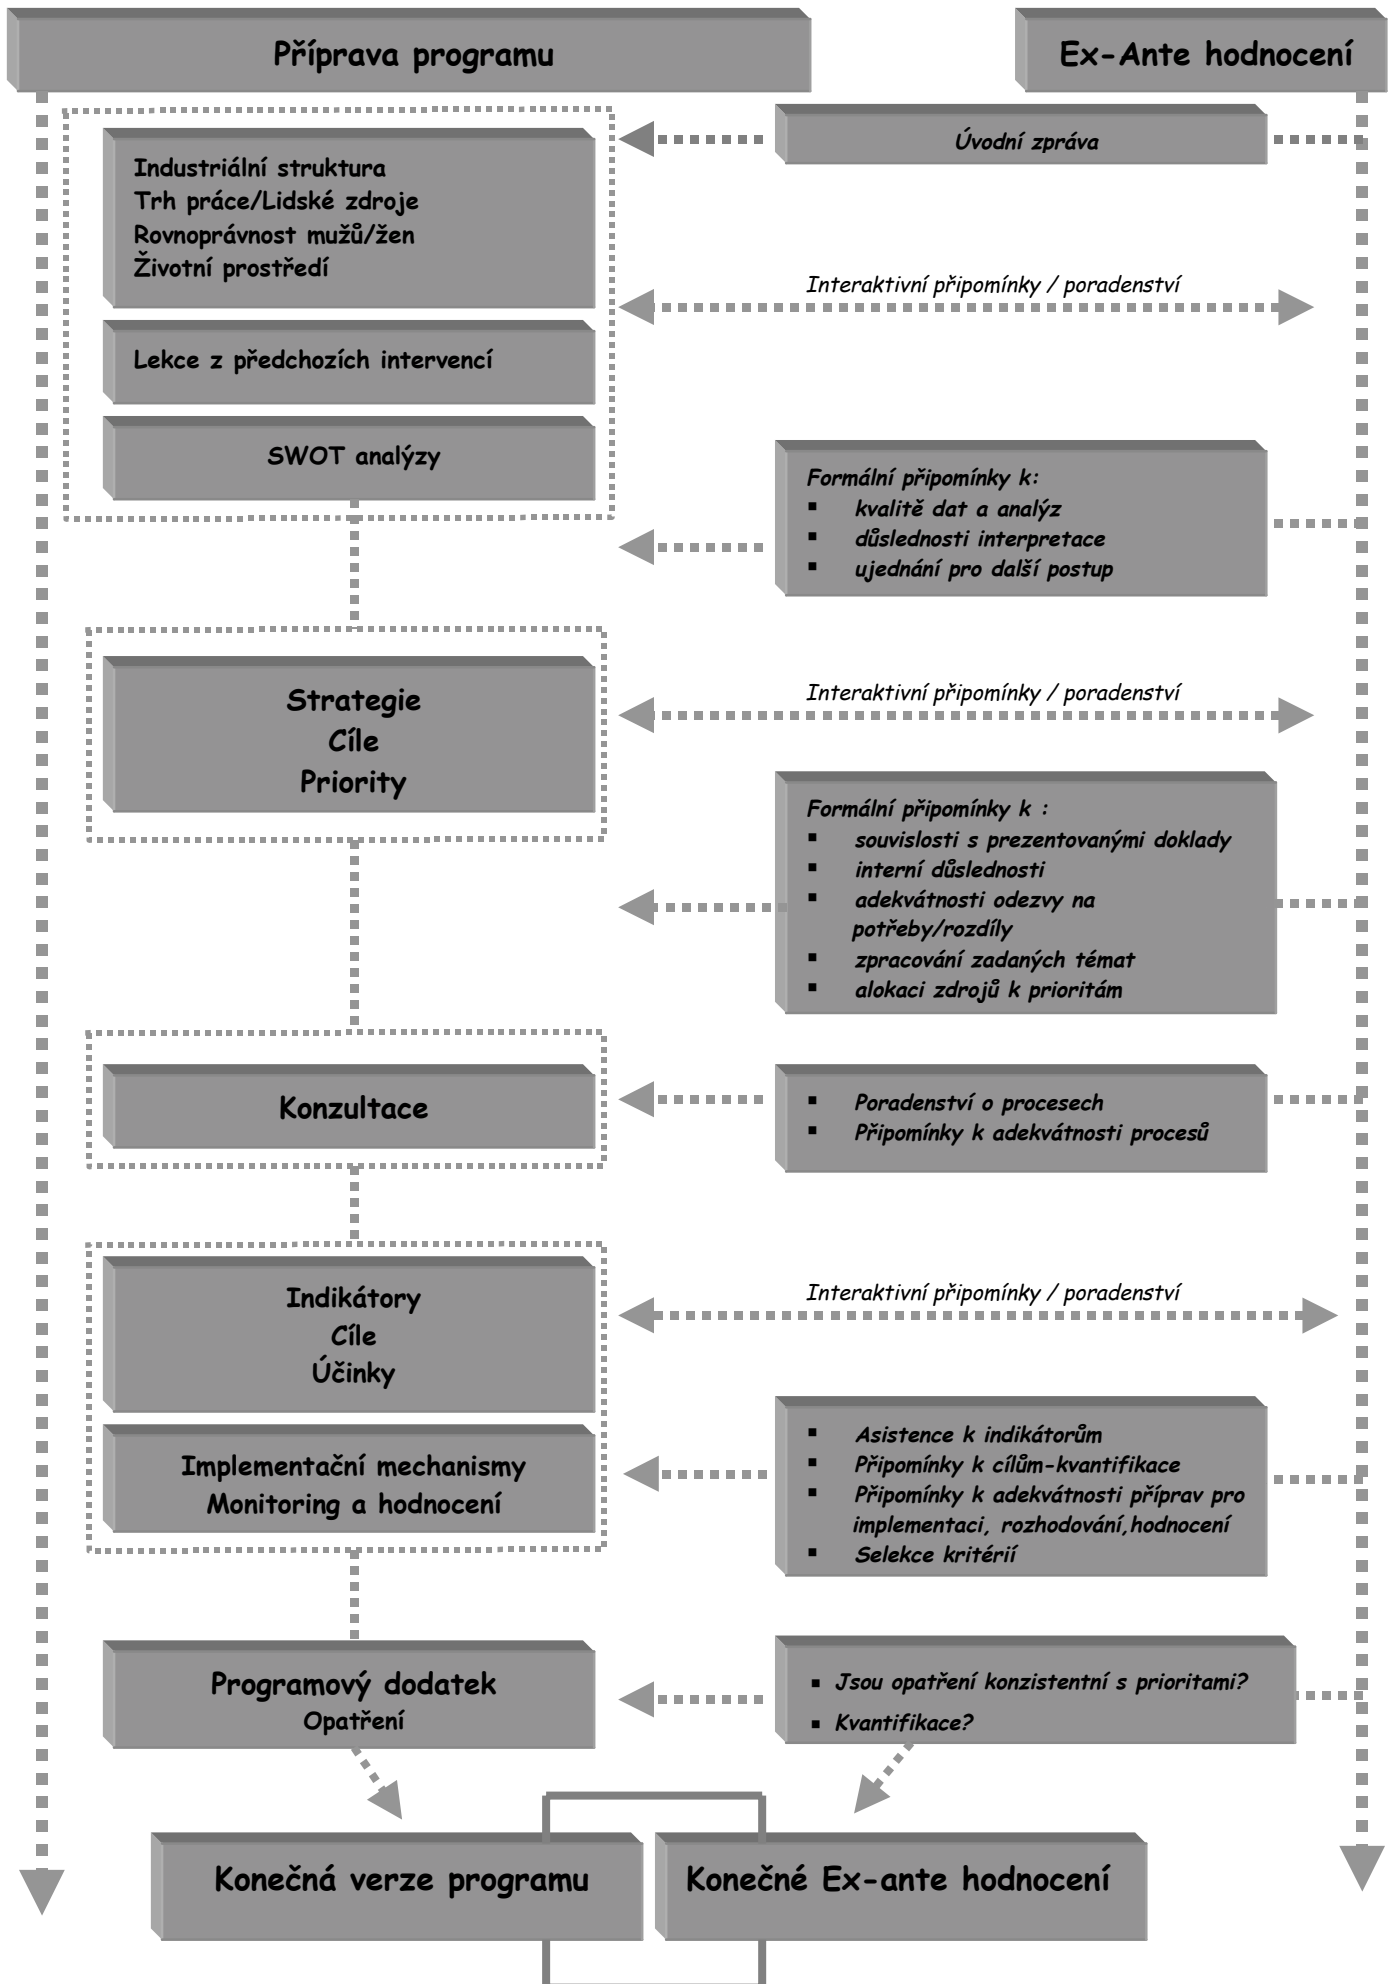 Příprava programu
Ex-Ante hodnocení
Úvodní zpráva
Industriální struktura
Trh práce/Lidské zdroje
Rovnoprávnost mužů/žen
Životní prostředí
Interaktivní připomínky / poradenství
Lekce z předchozích intervencí
SWOT analýzy
Formální připomínky k:
▪ kvalitě dat a analýz
▪ důslednosti interpretace
▪ ujednání pro další postup
Strategie
Cíle
Priority
Interaktivní připomínky / poradenství
Formální připomínky k :
▪ souvislosti s prezentovanými doklady
▪ interní důslednosti
▪ adekvátnosti odezvy na
potřeby/rozdíly
▪ zpracování zadaných témat
▪ alokaci zdrojů k prioritám
Konzultace
▪ Poradenství o procesech
▪ Připomínky k adekvátnosti procesů
Indikátory
Cíle
Účinky
Interaktivní připomínky / poradenství
Implementační mechanismy
Monitoring a hodnocení
▪ Asistence k indikátorům
▪ Připomínky k cílům-kvantifikace
▪ Připomínky k adekvátnosti příprav pro
implementaci, rozhodování,hodnocení
▪ Selekce kritérií
Programový dodatek
Opatření
▪ Jsou opatření konzistentní s prioritami?
▪ Kvantifikace?
Konečná verze programu
Konečné Ex-ante hodnocení